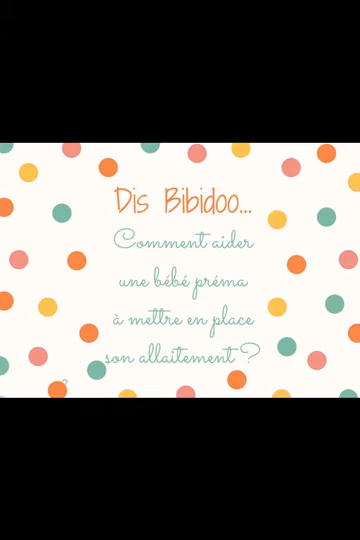 Dis Bibidoo...
Comment aider
une bébé préma
à mettre en place
son allaitement ?
?